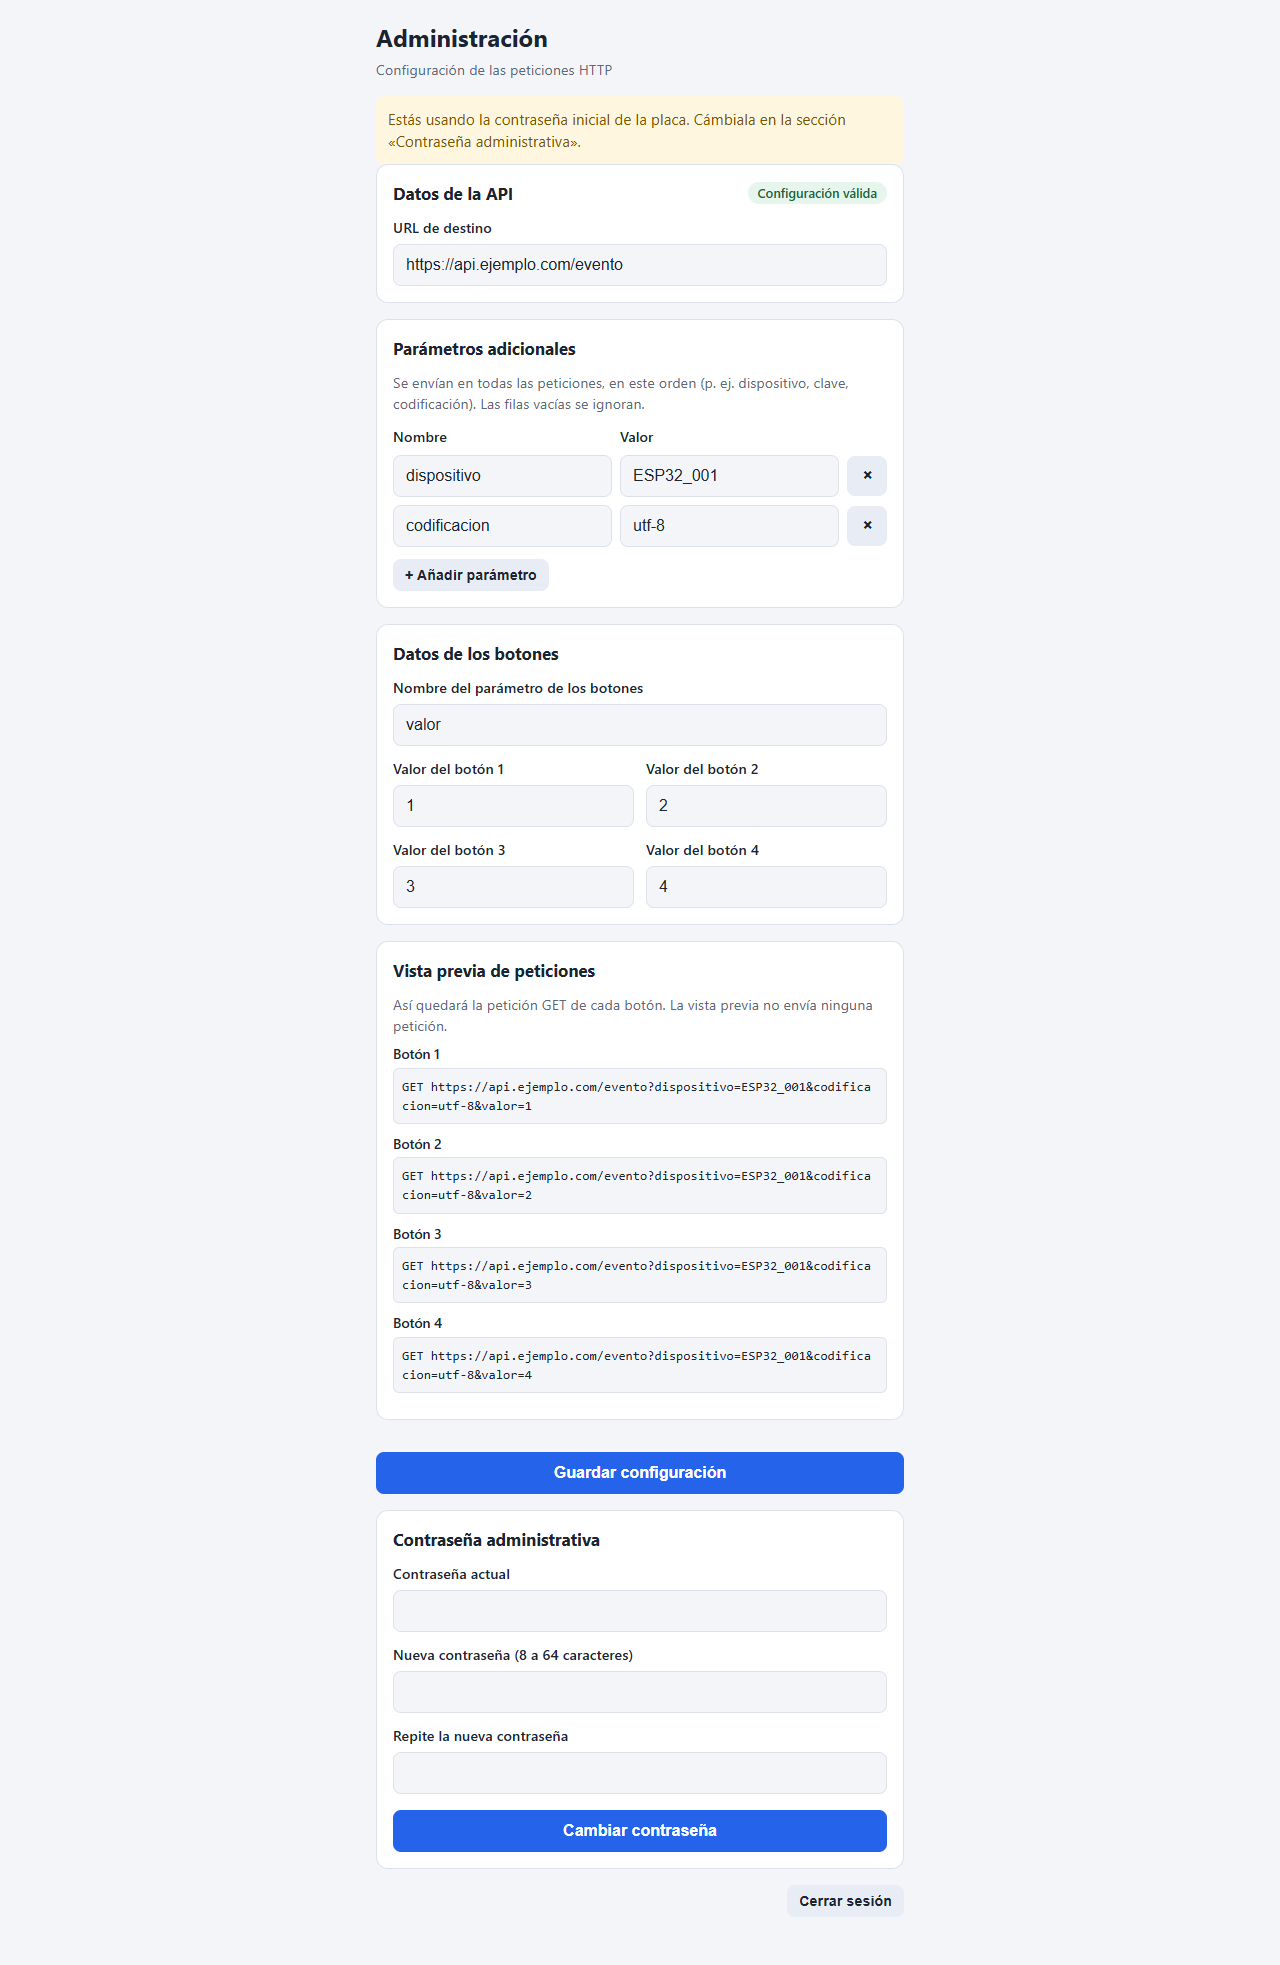 Administración
Configuración de las peticiones HTTP
Estás usando la contraseña inicial de la placa. Cámbiala en la sección
«Contraseña administrativa».
Datos de la API
Configuración válida
URL de destino
https://api.ejemplo.com/evento
Parámetros adicionales
Se envían en todas las peticiones, en este orden (p. ej. dispositivo, clave,
codificación). Las filas vacías se ignoran.
Nombre Valor
dispositivo ESP32_001 ×
codificacion utf-8 ×
+ Añadir parámetro
Datos de los botones
Nombre del parámetro de los botones
valor
Valor del botón 1 Valor del botón 2
1 2
Valor del botón 3 Valor del botón 4
3 4
Vista previa de peticiones
Así quedará la petición GET de cada botón. La vista previa no envía ninguna
petición.
Botón 1
GET https://api.ejemplo.com/evento?dispositivo=ESP32_001&codifica
cion=utf-8&valor=1
Botón 2
GET https://api.ejemplo.com/evento?dispositivo=ESP32_001&codifica
cion=utf-8&valor=2
Botón 3
GET https://api.ejemplo.com/evento?dispositivo=ESP32_001&codifica
cion=utf-8&valor=3
Botón 4
GET https://api.ejemplo.com/evento?dispositivo=ESP32_001&codifica
cion=utf-8&valor=4
Guardar configuración
Contraseña administrativa
Contraseña actual
Nueva contraseña (8 a 64 caracteres)
Repite la nueva contraseña
Cambiar contraseña
Cerrar sesión